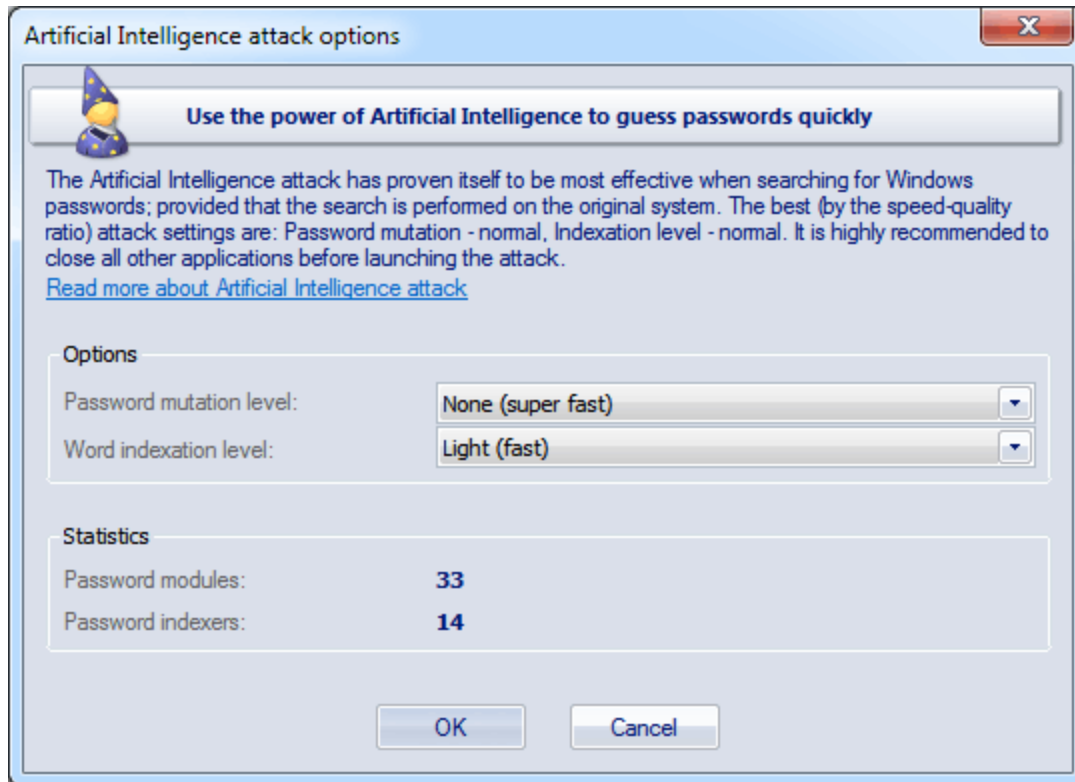 Artificial Intelligence attack options
Use the power of Artificial Intelligence to guess passwords quickly
The Artificial Intelligence attack has proven itself to be most effective when searching for Windows
passwords; provided that the search is performed on the original system. The best (by the speed-quality
ratio) attack settings are: Password mutation - normal, Indexation level - normal. It is highly recommended to
close all other applications before launching the attack.
Read more about Artificial Intelligence attack
Options
Password mutation level: None (super fast)
Word indexation level: Light (fast)
Statistics
Password modules: 33
Password indexers: 14
OK Cancel